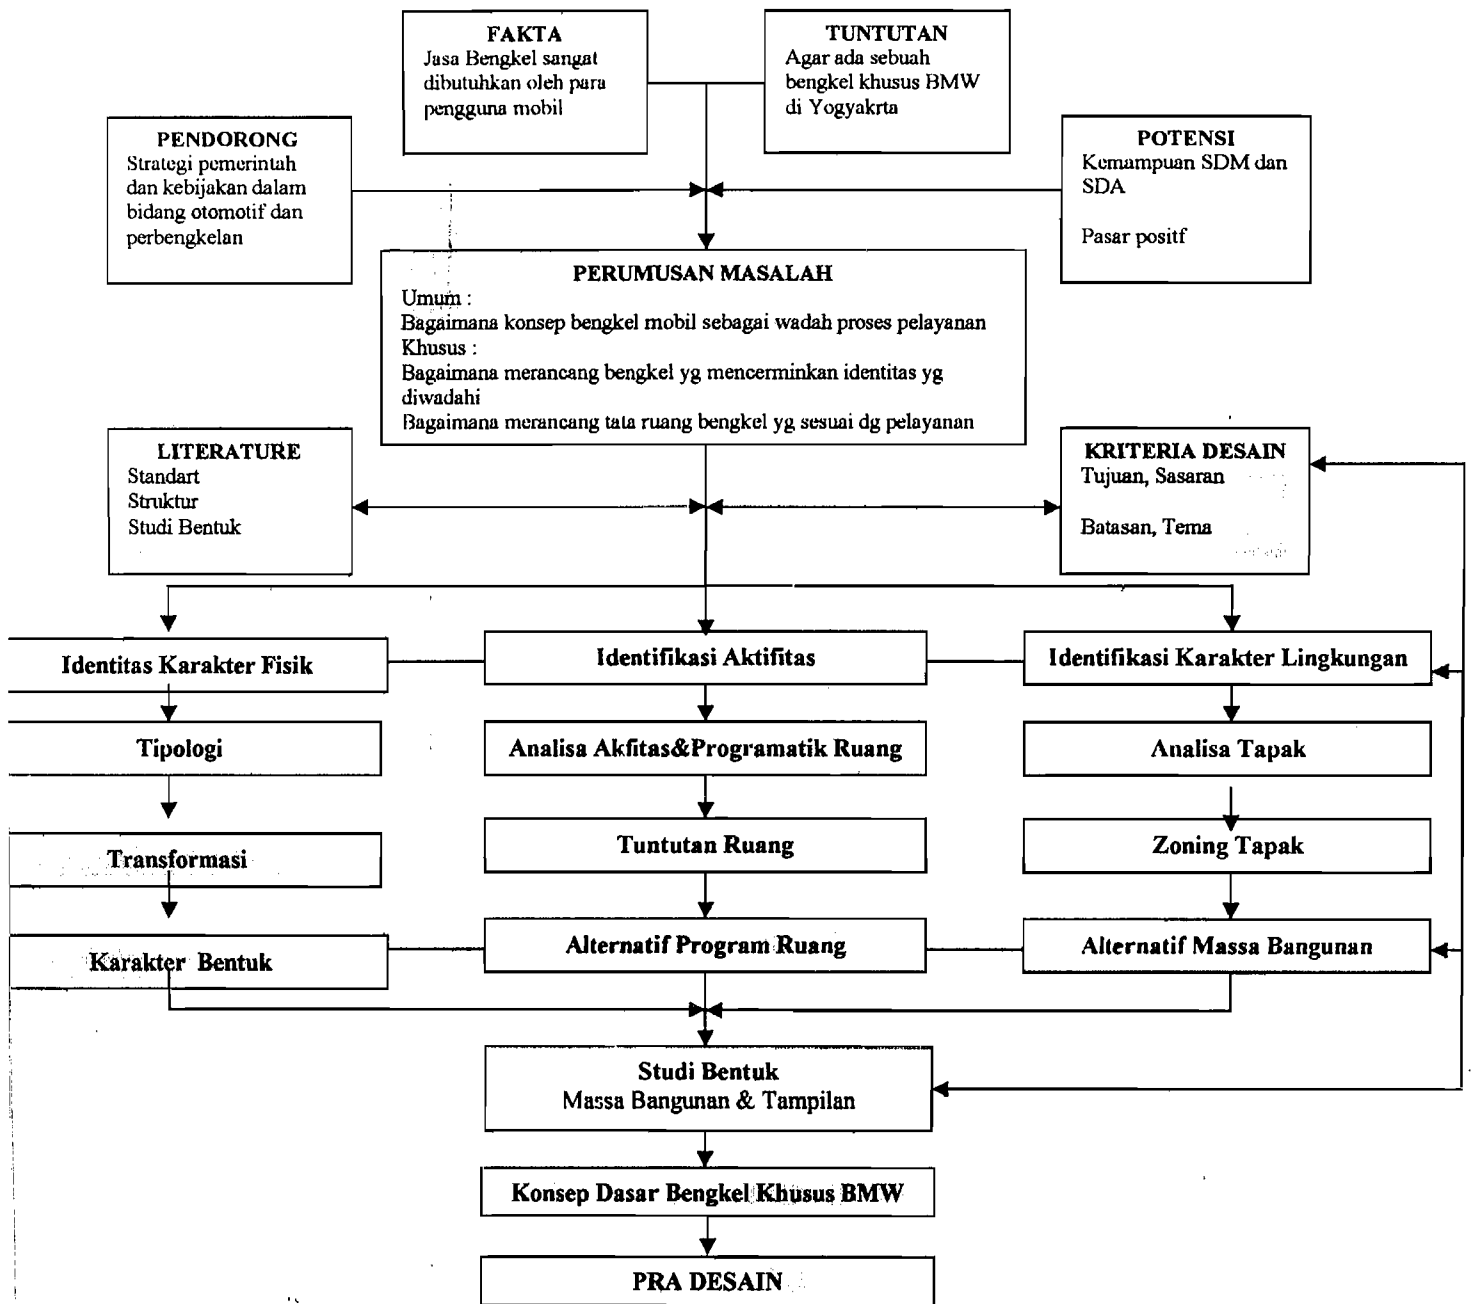 FAKTA
Jasa Bengkel sangat
dibutuhkan oleh para
pengguna mobil
TUNTUTAN
Agar ada sebuah
bengkel khusus BMW
di Yogyakrta
PENDORONG
Strategi pemerintah
dan kebijakan dalam
bidang otomotif dan
perbengkelan
POTENSI
Kemampuan SDM dan
SDA
Pasar positf
PERUMUSAN MASALAH
Umum :
Bagaimana konsep bengkel mobil sebagai wadah proses pelayanan
Khusus :
Bagaimana merancang bengkel yg mencerminkan identitas yg
diwadahi
Bagaimana merancang tata ruang bengkel yg sesuai dg pelayanan
LITERATURE
Standart
Struktur
Studi Bentuk
KRITERIA DESAIN
Tujuan, Sasaran
Batasan, Tema
Identitas Karakter Fisik
Identifikasi Aktifitas
Identifikasi Karakter Lingkungan
Tipologi
Analisa Akfitas&Programatik Ruang
Analisa Tapak
Transformasi
Tuntutan Ruang
Zoning Tapak
Karakter Bentuk
Alternatif Program Ruang
Alternatif Massa Bangunan
Studi Bentuk
Massa Bangunan & Tampilan
Konsep Dasar Bengkel Khusus BMW
PRA DESAIN